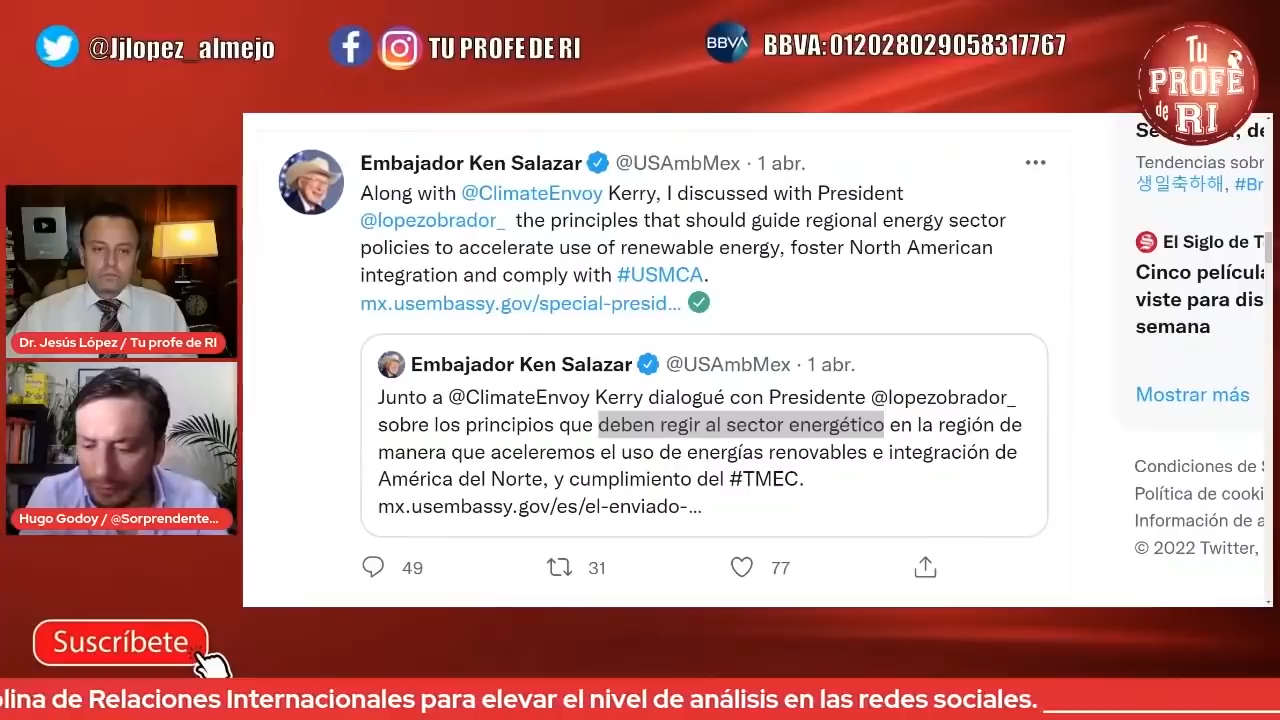 @Jjlopez_almejo
TU PROFE DE RI
BBVA
BBVA: 012028029058317767
Tu
PROFE
de RI
Embajador Ken Salazar @USAmbMex · 1 abr.
Along with @ClimateEnvoy Kerry, I discussed with President
@lopezobrador_ the principles that should guide regional energy sector
policies to accelerate use of renewable energy, foster North American
integration and comply with #USMCA.
mx.usembassy.gov/special-presid...
Embajador Ken Salazar @USAmbMex · 1 abr.
Junto a @ClimateEnvoy Kerry dialogué con Presidente @lopezobrador_
sobre los principios que deben regir al sector energético en la región de
manera que aceleremos el uso de energías renovables e integración de
América del Norte, y cumplimiento del #TMEC.
mx.usembassy.gov/es/el-enviado-...
49
31
77
Tendencias sobr
생일축하해, #Br
El Siglo de T
Cinco película
viste para dis
semana
Mostrar más
Condiciones de
Política de cooki
Información de a
© 2022 Twitter,
Dr. Jesús López / Tu profe de RI
Hugo Godoy / @Sorprendente...
Suscríbete
olina de Relaciones Internacionales para elevar el nivel de análisis en las redes sociales.